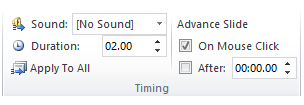 Sound: [No Sound]
Duration: 02.00
Apply To All
Advance Slide
On Mouse Click
After: 00:00.00
Timing